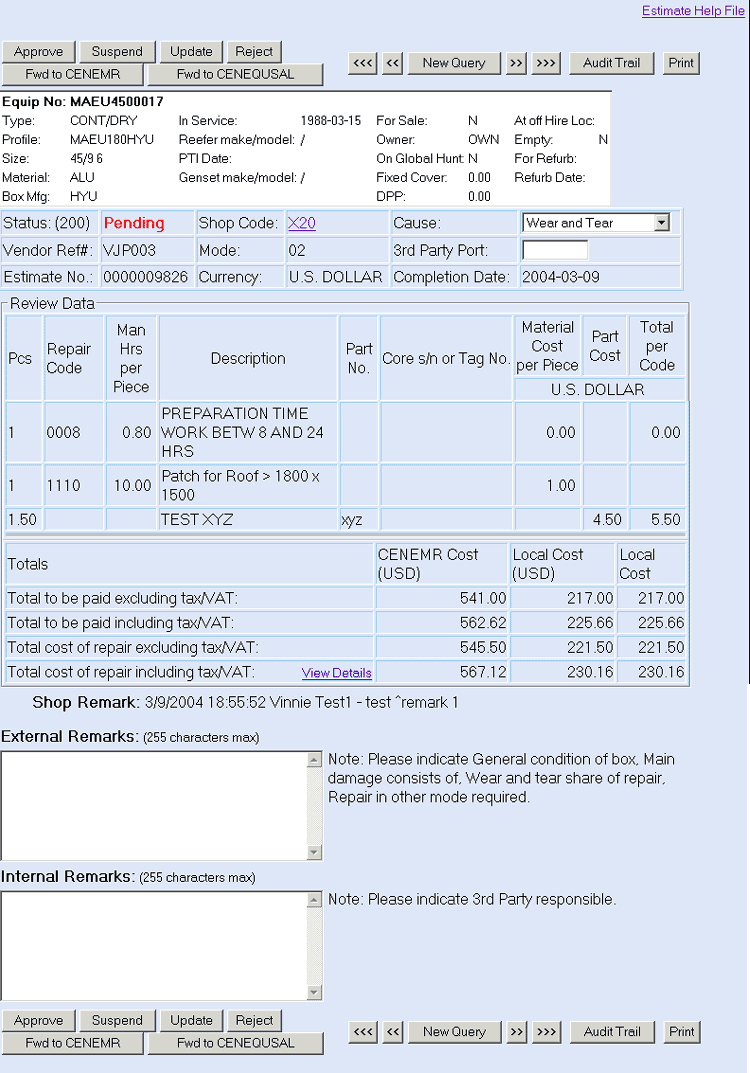 Estimate Help File
Approve Suspend Update Reject <<< << New Query >> >>> Audit Trail Print
Fwd to CENEMR Fwd to CENEQUSAL
Equip No: MAEU4500017
Type: CONT/DRY In Service: 1988-03-15 For Sale: N At off Hire Loc:
Profile: MAEU180HYU Reefer make/model: / Owner: OWN Empty: N
Size: 45/9 6 PTI Date: On Global Hunt: N For Refurb:
Material: ALU Genset make/model: / Fixed Cover: 0.00 Refurb Date:
Box Mfg: HYU DPP: 0.00
Status: (200) Pending Shop Code: X20 Cause: Wear and Tear
Vendor Ref#: VJP003 Mode: 02 3rd Party Port:
Estimate No.: 0000009826 Currency: U.S. DOLLAR Completion Date: 2004-03-09
Review Data
Pcs Repair Code Man Hrs per Piece Description Part No. Core s/n or Tag No. Material Cost per Piece Part Cost Total per Code
U.S. DOLLAR
1 0008 0.80 PREPARATION TIME WORK BETW 8 AND 24 HRS 0.00 0.00
1 1110 10.00 Patch for Roof > 1800 x 1500 1.00
1.50 TEST XYZ xyz 4.50 5.50
Totals CENEMR Cost (USD) Local Cost (USD) Local Cost
Total to be paid excluding tax/VAT: 541.00 217.00 217.00
Total to be paid including tax/VAT: 562.62 225.66 225.66
Total cost of repair excluding tax/VAT: 545.50 221.50 221.50
Total cost of repair including tax/VAT: View Details 567.12 230.16 230.16
Shop Remark: 3/9/2004 18:55:52 Vinnie Test1 - test ^remark 1
External Remarks: (255 characters max)
Note: Please indicate General condition of box, Main
damage consists of, Wear and tear share of repair,
Repair in other mode required.
Internal Remarks: (255 characters max)
Note: Please indicate 3rd Party responsible.
Approve Suspend Update Reject <<< << New Query >> >>> Audit Trail Print
Fwd to CENEMR Fwd to CENEQUSAL